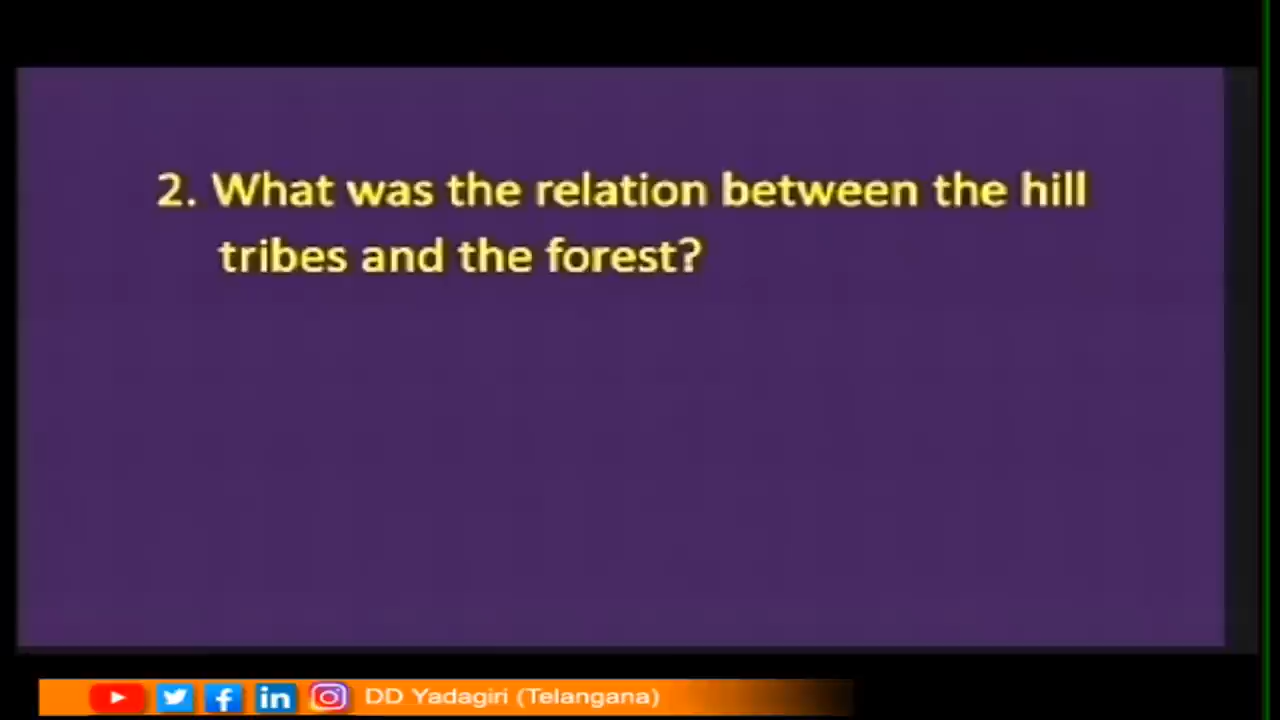 2. What was the relation between the hill
tribes and the forest?
DD Yadagiri (Telangana)